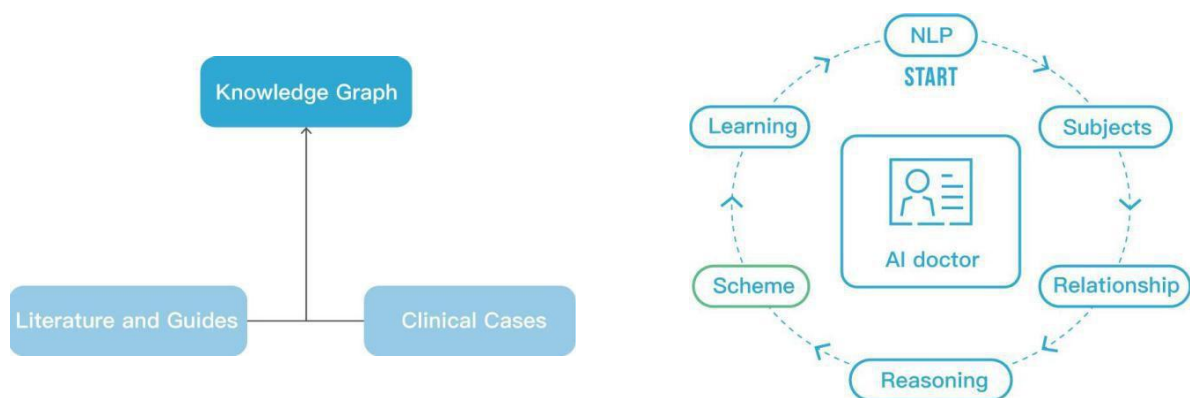 Knowledge Graph
Literature and Guides
Clinical Cases
NLP
START
Subjects
Relationship
Reasoning
Scheme
Learning
AI doctor